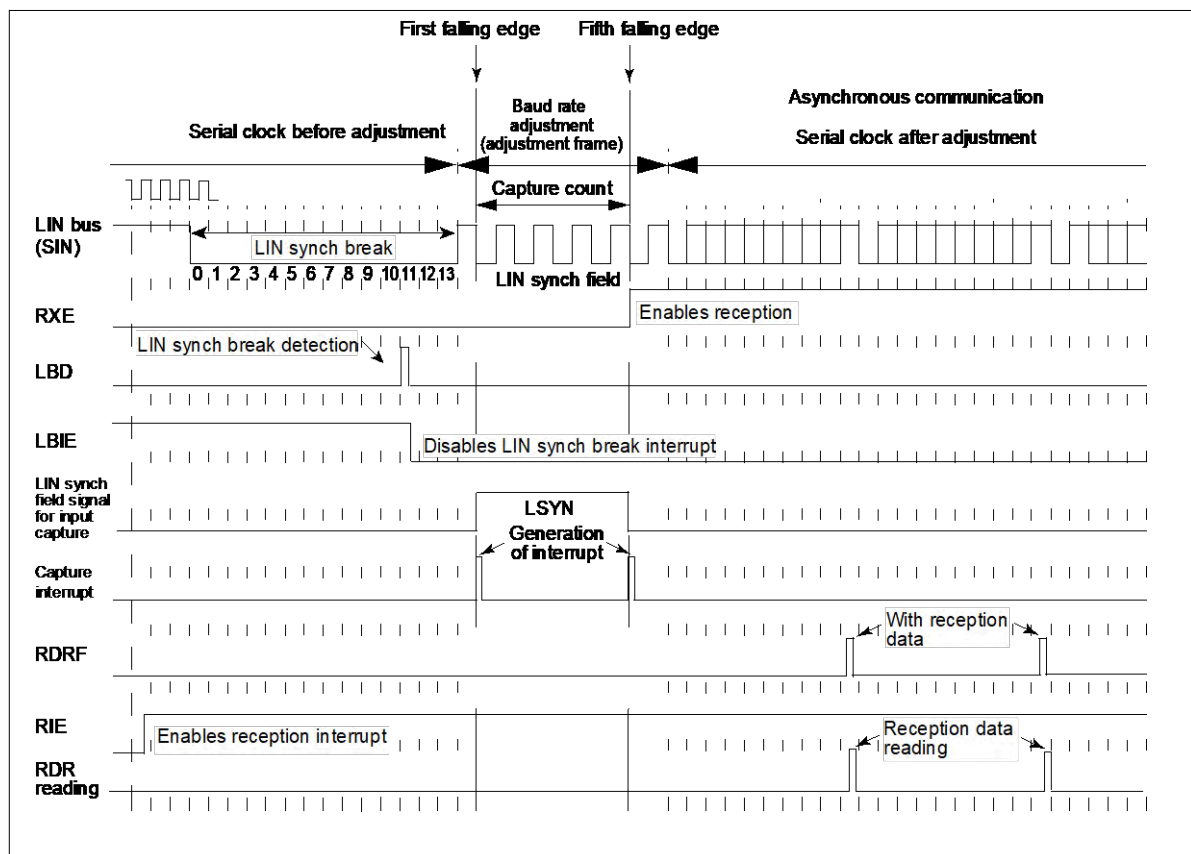 First falling edge Fifth falling edge
Asynchronous communication
Baud rate
adjustment
(adjustment frame)
Serial clock before adjustment
Serial clock after adjustment
Capture count
LIN bus
(SIN)
LIN synch break
0 1 2 3 4 5 6 7 8 9 10 11 12 13
LIN synch field
RXE
Enables reception
LIN synch break detection
LBD
LBIE
Disables LIN synch break interrupt
LIN synch
field signal
for input
capture
LSYN
Generation
of interrupt
Capture
interrupt
With reception
data
RDRF
RIE
Enables reception interrupt
Reception data
reading
RDR
reading